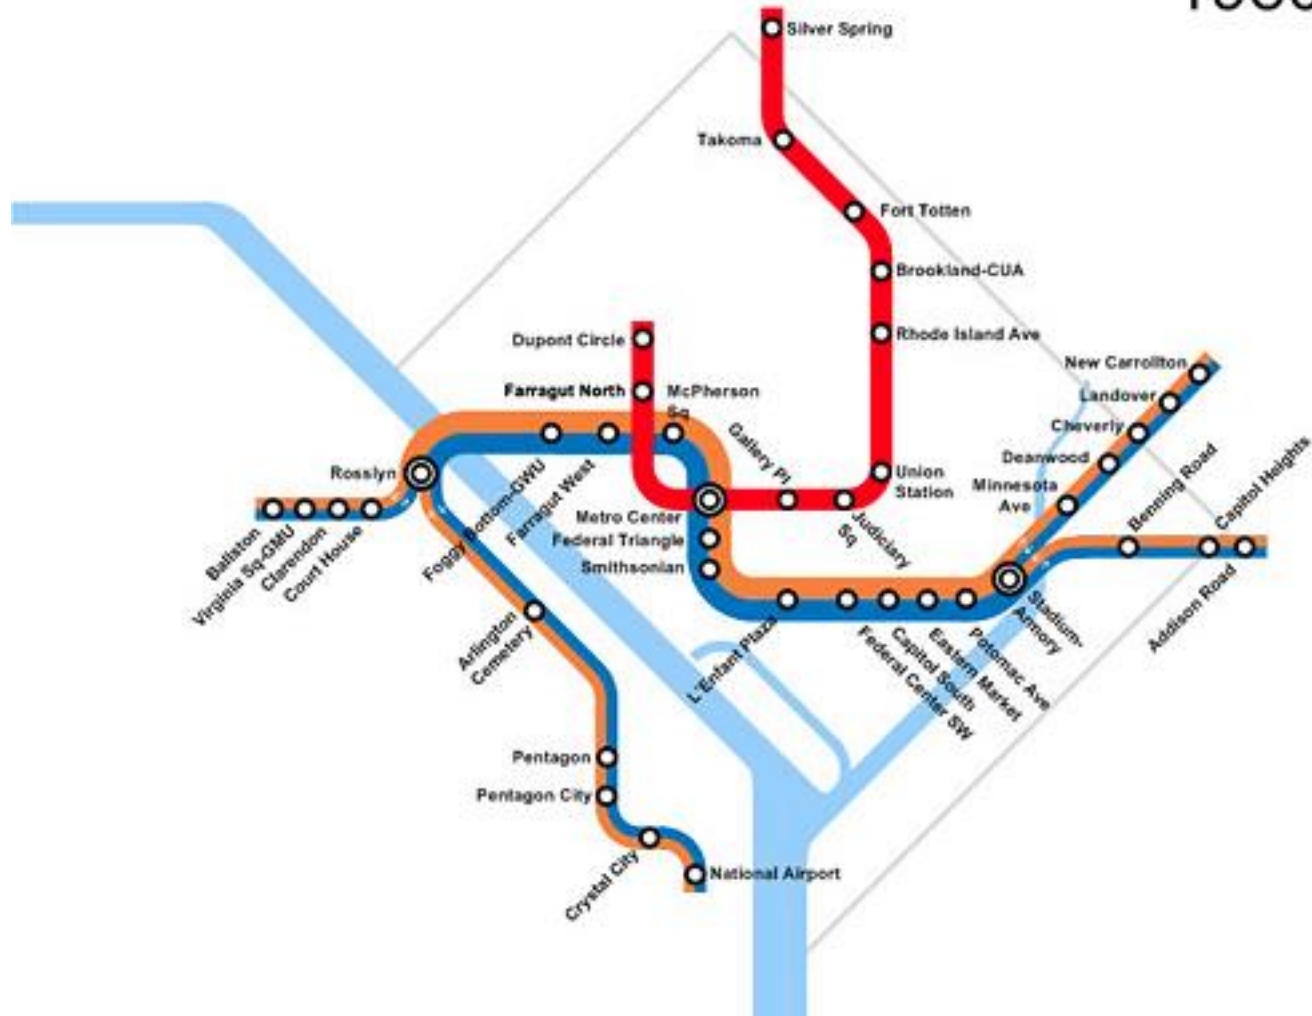 Silver Spring
Takoma
Fort Totten
Brookland-CUA
Dupont Circle
Rhode Island Ave
New Carrollton
Farragut North
McPherson
Sq
Landover
Cheverly
Gallery Pl
Deanwood
Rosslyn
Union
Station
Minnesota
Ave
Benning Road
Capitol Heights
Metro Center
Federal Triangle
Smithsonian
Judiciary
Sq
Ballston
Virginia Sq-GMU
Clarendon
Court House
Foggy Bottom-GWU
Farragut West
Stadium-
Armory
Addison Road
Arlington
Cemetery
L'Enfant Plaza
Federal Center SW
Capitol South
Eastern Market
Potomac Ave
Pentagon
Pentagon City
Crystal City
National Airport